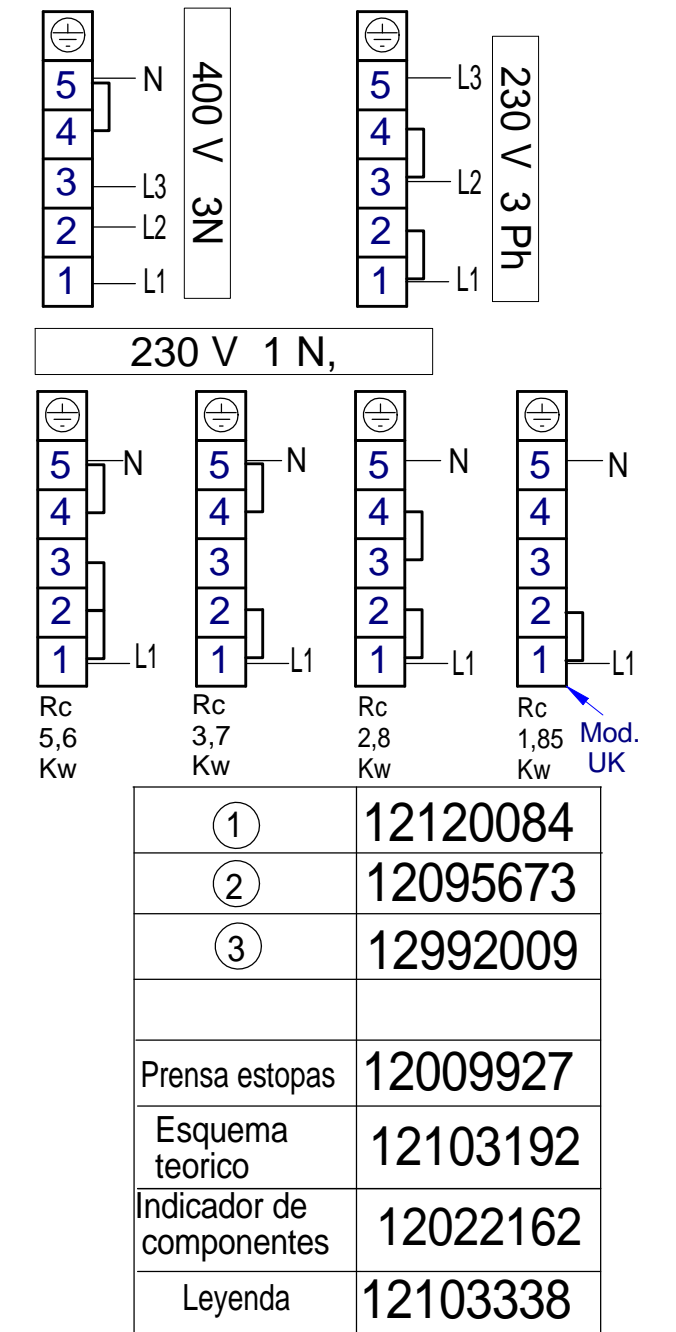 5 N
4
3 L3
2 L2
1 L1
400 V 3N
5 L3
4
3 L2
2
1 L1
230 V 3 Ph
230 V 1 N,
5 N
4
3
2
1 L1
Rc
5,6
Kw
5 N
4
3
2
1 L1
Rc
3,7
Kw
5 N
4
3
2
1 L1
Rc
2,8
Kw
5 N
4
3
2
1 L1
Rc
1,85
Kw
Mod.
UK
1 12120084
2 12095673
3 12992009
Prensa estopas 12009927
Esquema
teorico 12103192
Indicador de
componentes 12022162
Leyenda 12103338